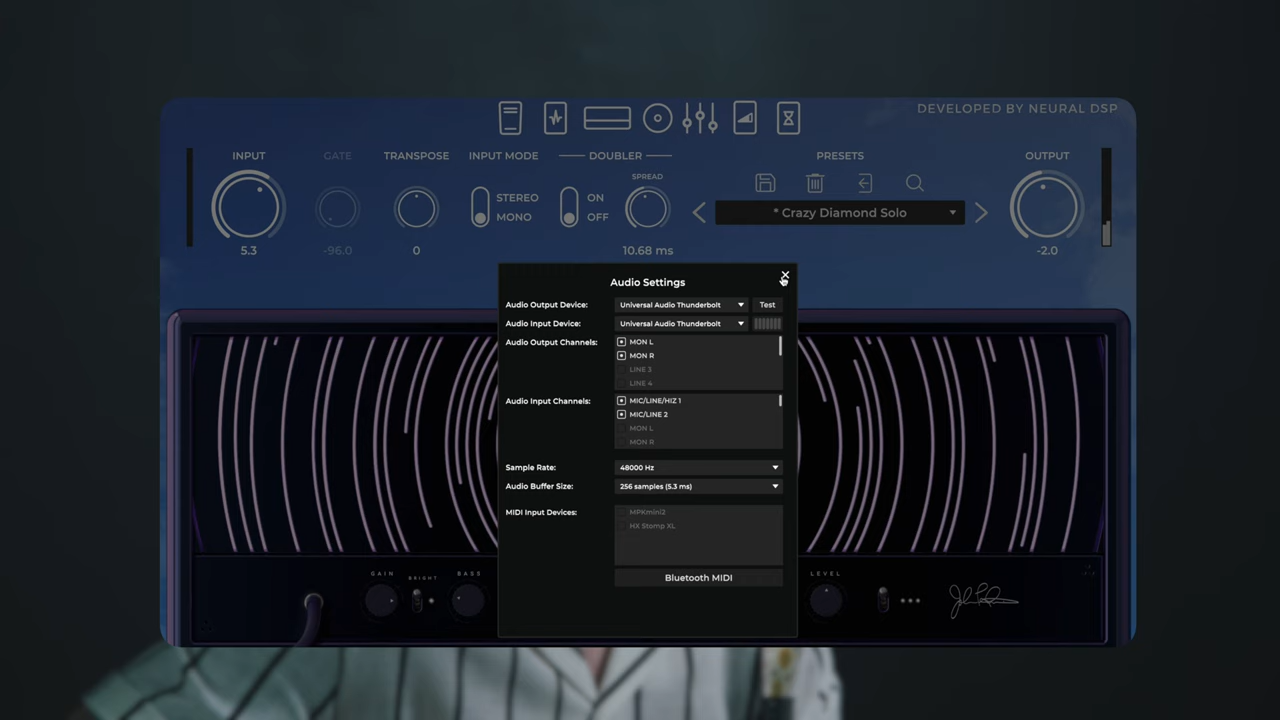 DEVELOPED BY NEURAL DSP
INPUT
GATE
TRANSPOSE
INPUT MODE
DOUBLER
PRESETS
OUTPUT
SPREAD
STEREO
MONO
ON
OFF
* Crazy Diamond Solo
5.3
-96.0
0
10.68 ms
-2.0
Audio Settings
Audio Output Device: Universal Audio Thunderbolt Test
Audio Input Device: Universal Audio Thunderbolt
Audio Output Channels: MON L
MON R
LINE 3
LINE 4
Audio Input Channels: MIC/LINE/HIZ 1
MIC/LINE 2
MON L
MON R
Sample Rate: 48000 Hz
Audio Buffer Size: 256 samples (5.3 ms)
MIDI Input Devices: MPKmini2
HX Stomp XL
Bluetooth MIDI
GAIN
BRIGHT
BASS
LEVEL